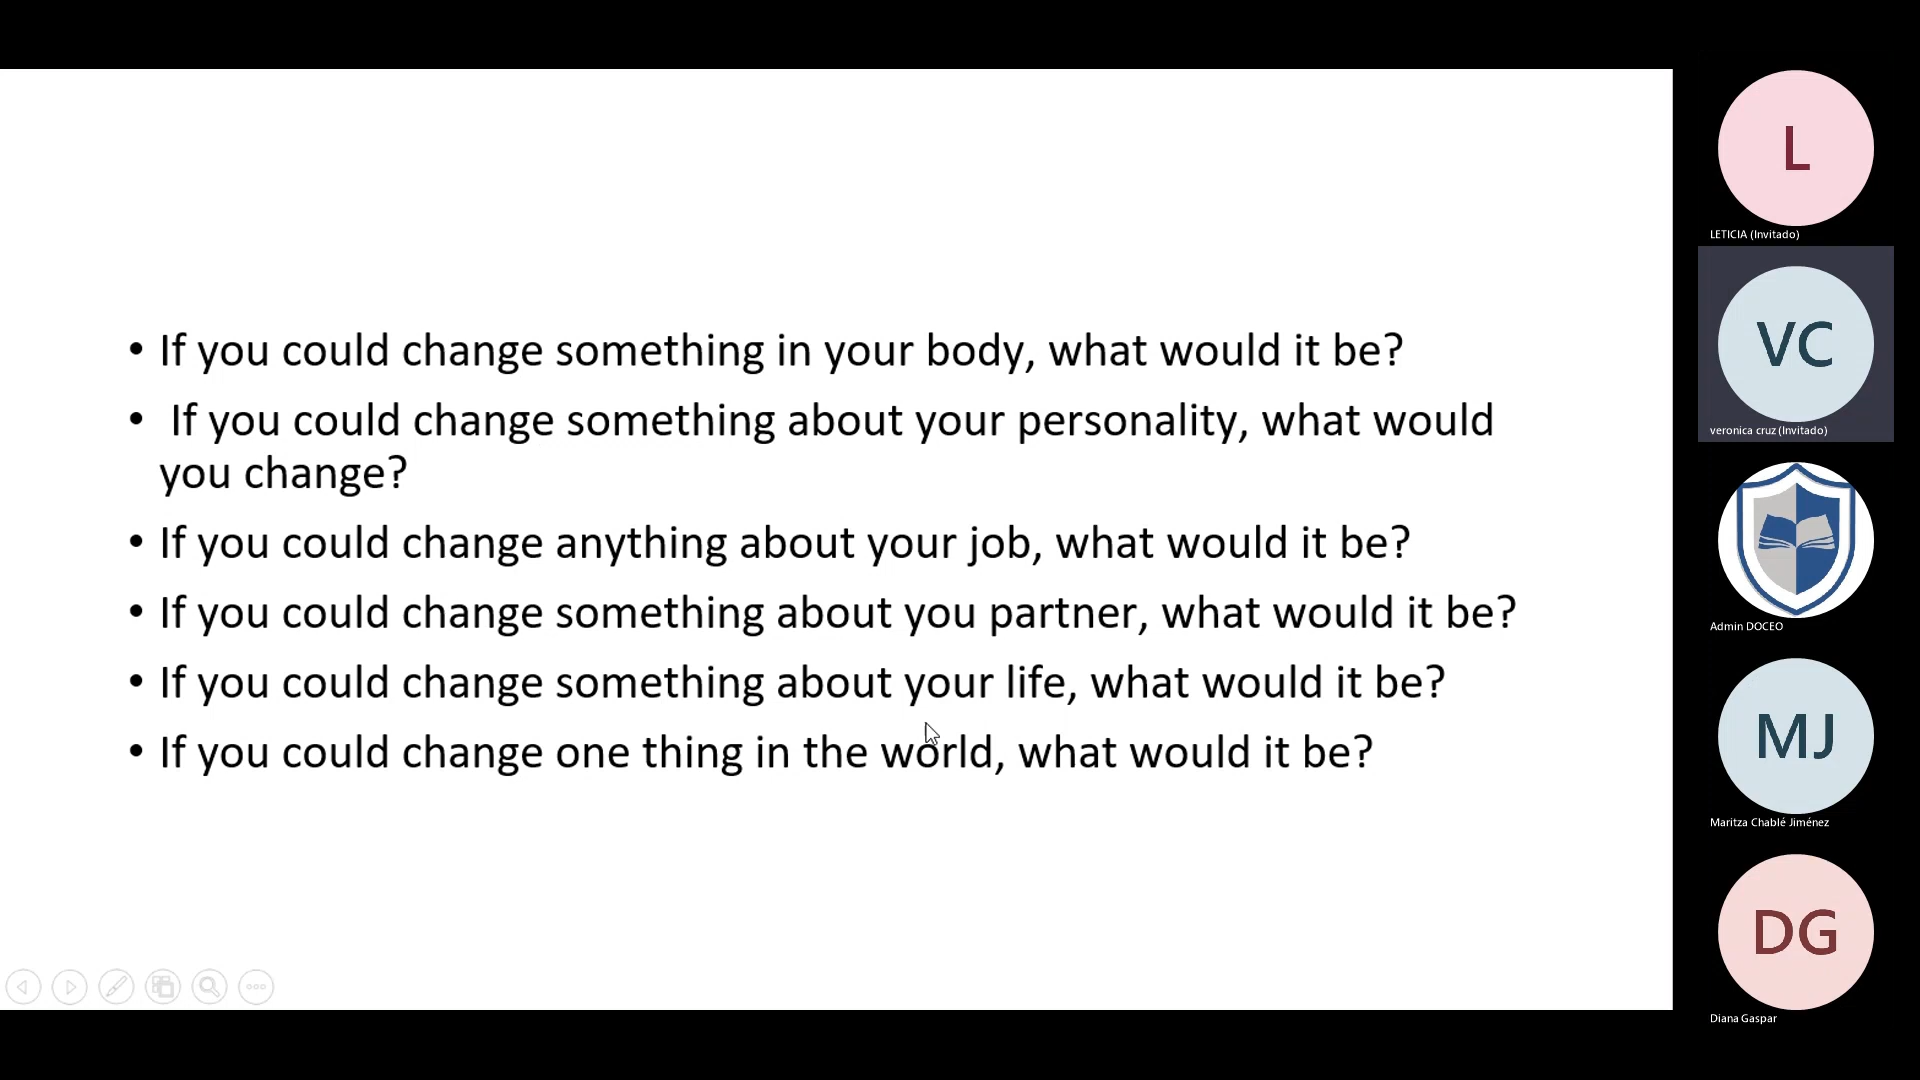 • If you could change something in your body, what would it be?
• If you could change something about your personality, what would
you change?
• If you could change anything about your job, what would it be?
• If you could change something about you partner, what would it be?
• If you could change something about your life, what would it be?
• If you could change one thing in the world, what would it be?
L
LETICIA (Invitado)
VC
veronica cruz (Invitado)
Admin DOCEO
MJ
Maritza Chablé Jiménez
DG
Diana Gaspar